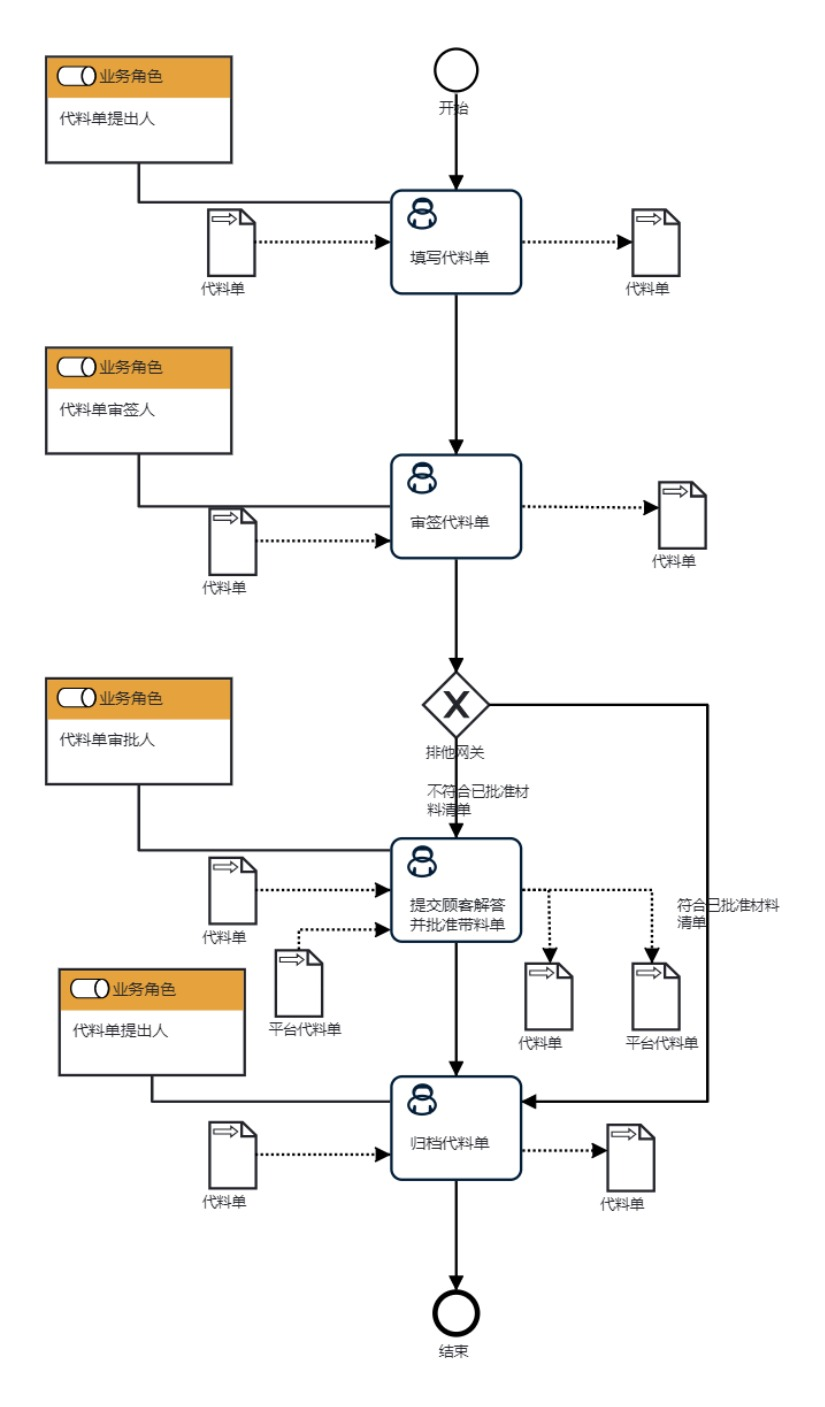 业务角色
代料单提出人
开始
填写代料单
代料单
代料单
业务角色
代料单审签人
审签代料单
代料单
代料单
业务角色
代料单审批人
X
排他网关
不符合已批准材
料清单
提交顾客解答
并批准带料单
符合已批准材料
清单
代料单
平台代料单
代料单
平台代料单
业务角色
代料单提出人
归档代料单
代料单
代料单
结束